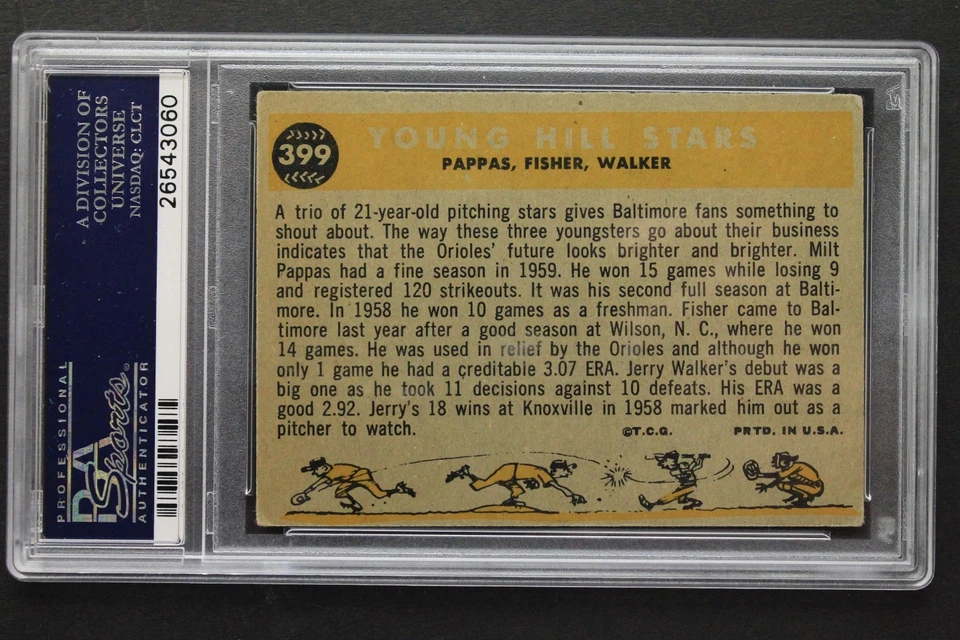 A DIVISION OF
COLLECTORS
UNIVERSE
NASDAQ: CLCT
26543060
PROFESSIONAL
PSA
Sports
AUTHENTICATOR
399
YOUNG HILL STARS
PAPPAS, FISHER, WALKER
A trio of 21-year-old pitching stars gives Baltimore fans something to
shout about. The way these three youngsters go about their business
indicates that the Orioles' future looks brighter and brighter. Milt
Pappas had a fine season in 1959. He won 15 games while losing 9
and registered 120 strikeouts. It was his second full season at Balti-
more. In 1958 he won 10 games as a freshman. Fisher came to Bal-
timore last year after a good season at Wilson, N. C., where he won
14 games. He was used in relief by the Orioles and although he won
only 1 game he had a creditable 3.07 ERA. Jerry Walker's debut was a
big one as he took 11 decisions against 10 defeats. His ERA was a
good 2.92. Jerry's 18 wins at Knoxville in 1958 marked him out as a
pitcher to watch.
©T.C.G. PRTD. IN U.S.A.